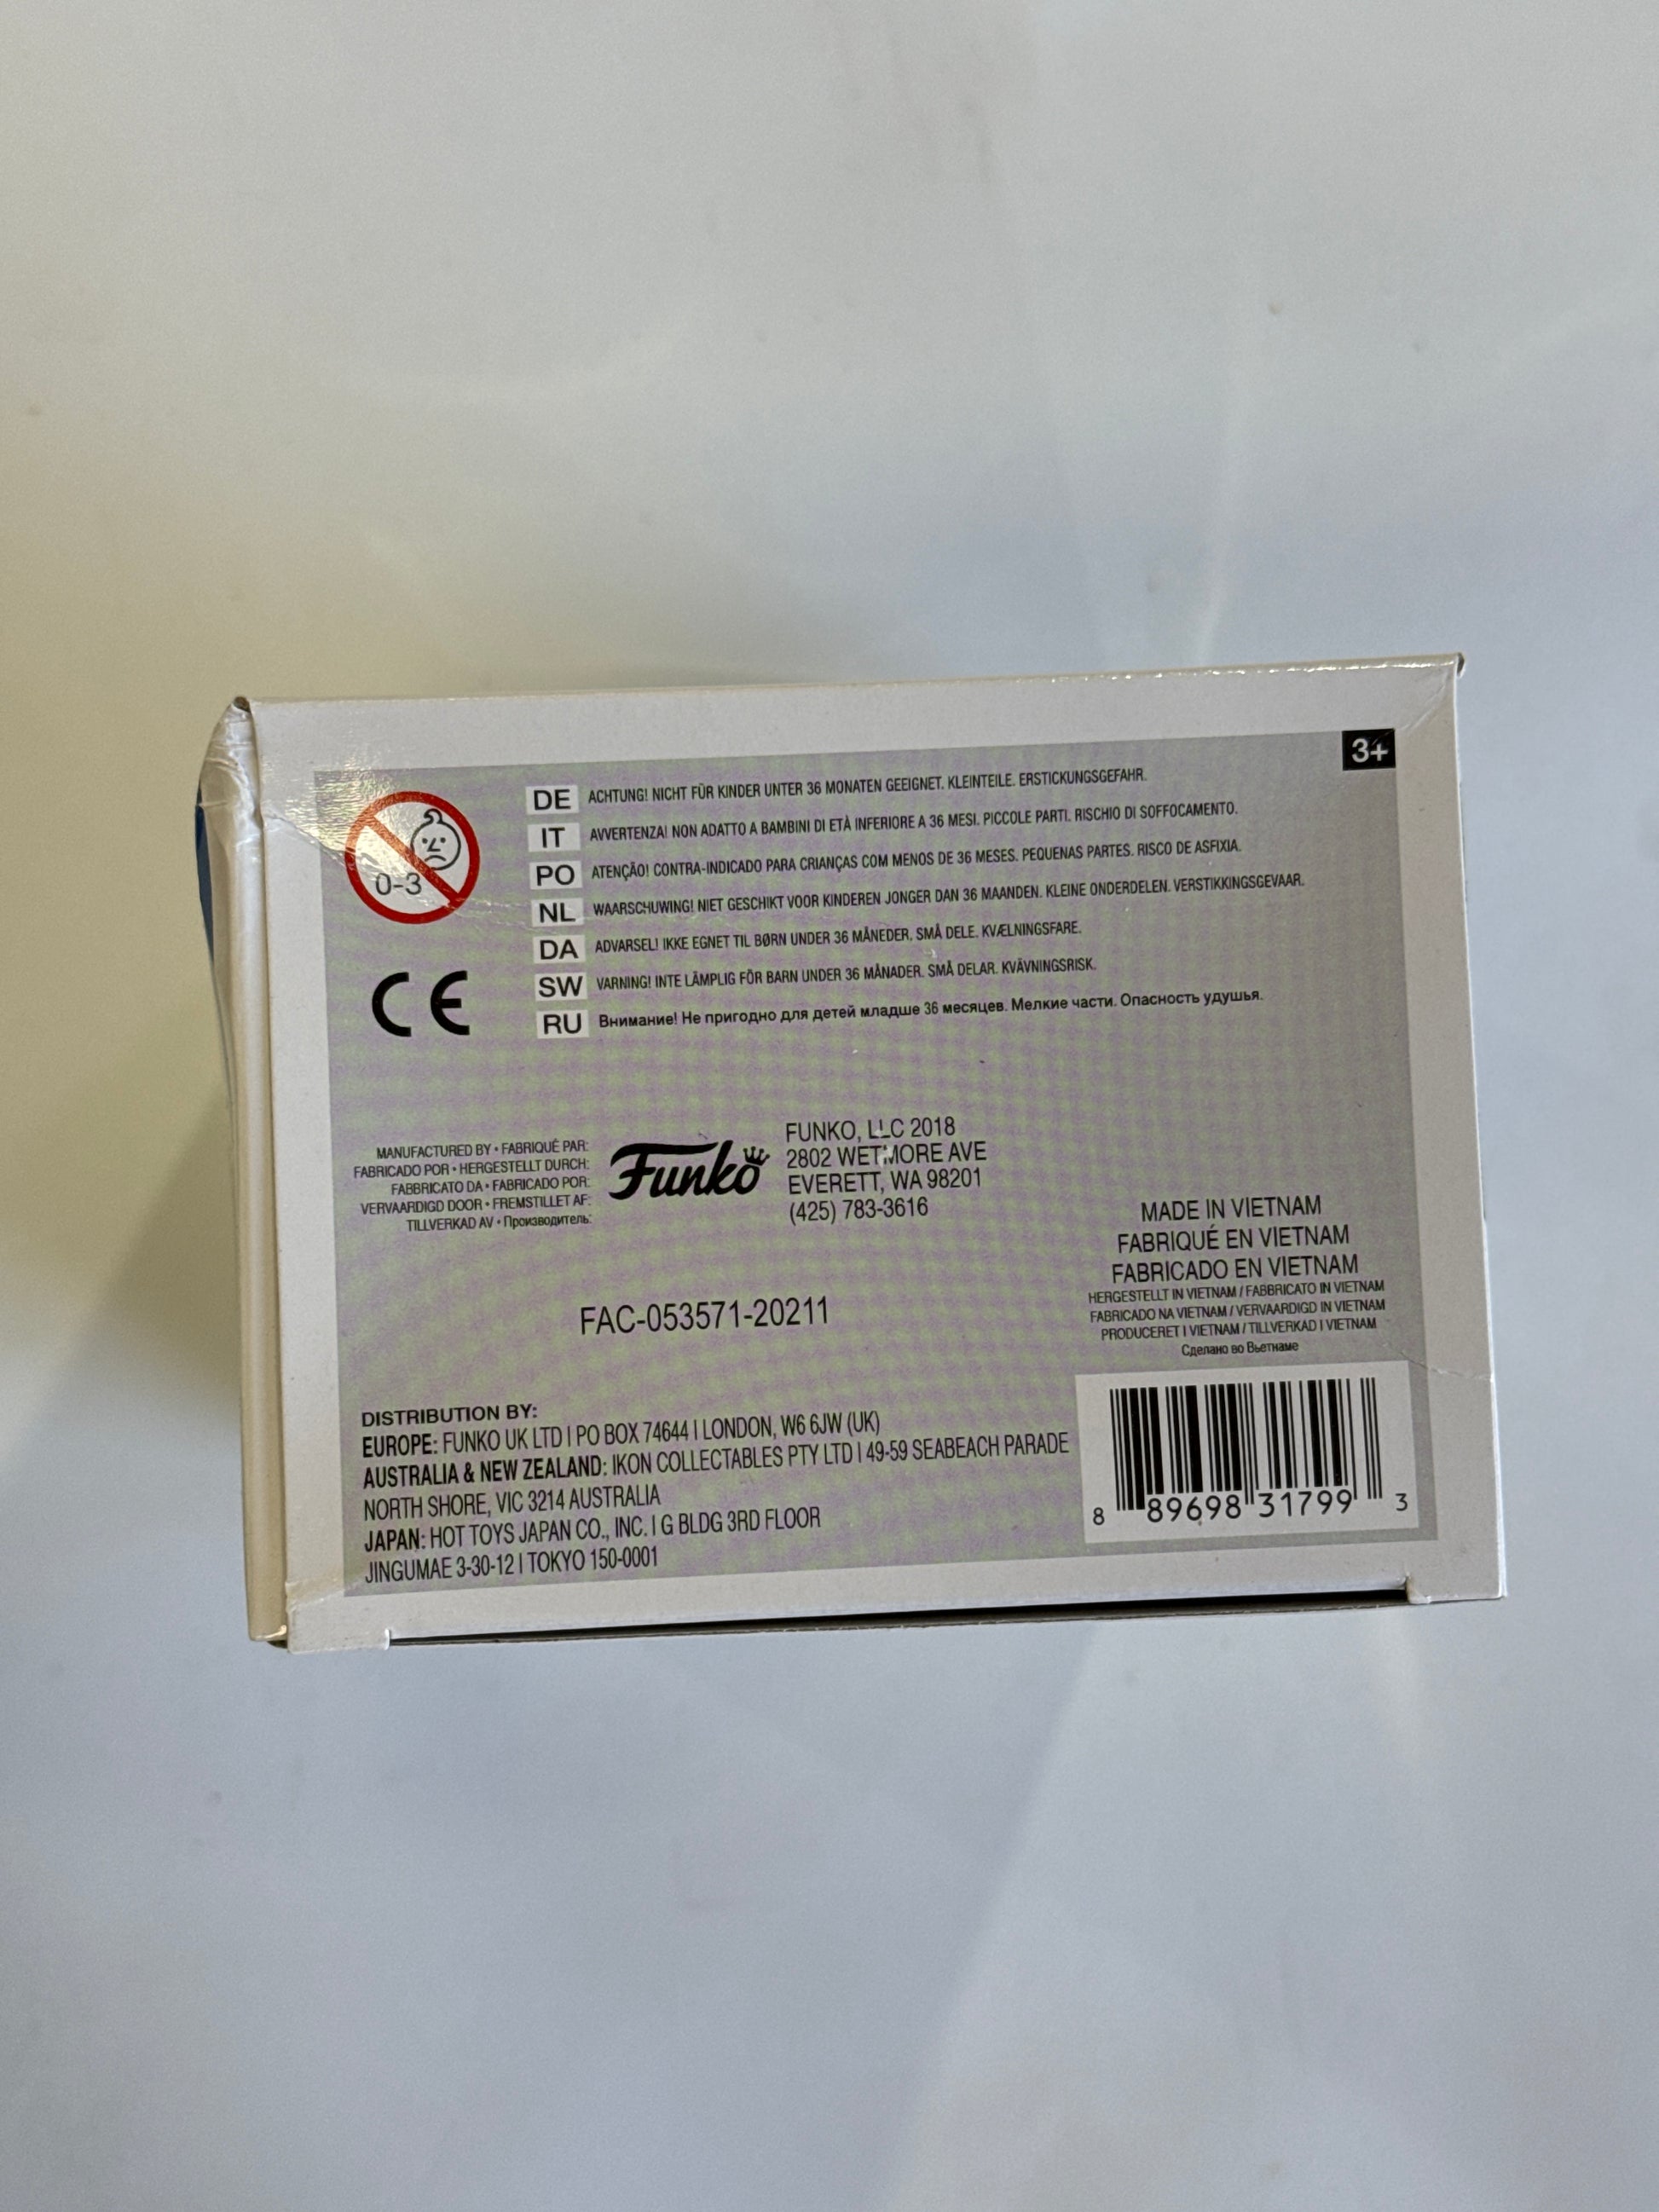 3+
0-3
DE ACHTUNG! NICHT FÜR KINDER UNTER 36 MONATEN GEEIGNET. KLEINTEILE. ERSTICKUNGSGEFAHR.
IT AVVERTENZA! NON ADATTO A BAMBINI DI ETÀ INFERIORE A 36 MESI. PICCOLE PARTI. RISCHIO DI SOFFOCAMENTO.
PO ATENÇÃO! CONTRA-INDICADO PARA CRIANÇAS COM MENOS DE 36 MESES. PEQUENAS PARTES. RISCO DE ASFIXIA.
NL WAARSCHUWING! NIET GESCHIKT VOOR KINDEREN JONGER DAN 36 MAANDEN. KLEINE ONDERDELEN. VERSTIKKINGSGEVAAR.
DA ADVARSEL! IKKE EGNET TIL BØRN UNDER 36 MÅNEDER. SMÅ DELE. KVÆLNINGSFARE.
SW VARNING! INTE LÄMPLIG FÖR BARN UNDER 36 MÅNADER. SMÅ DELAR. KVÄVNINGSRISK.
RU Внимание! Не пригодно для детей младше 36 месяцев. Мелкие части. Опасность удушья.
CE
MANUFACTURED BY • FABRIQUÉ PAR:
FABRICADO POR • HERGESTELLT DURCH:
FABBRICATO DA • FABRICADO POR:
VERVAARDIGD DOOR • FREMSTILLET AF:
TILLVERKAD AV • Производитель:
Funko
FUNKO, LLC 2018
2802 WETMORE AVE
EVERETT, WA 98201
(425) 783-3616
MADE IN VIETNAM
FABRIQUÉ EN VIETNAM
FABRICADO EN VIETNAM
HERGESTELLT IN VIETNAM / FABBRICATO IN VIETNAM
FABRICADO NA VIETNAM / VERVAARDIGD IN VIETNAM
PRODUCERET I VIETNAM / TILLVERKAD I VIETNAM
Сделано во Вьетнаме
FAC-053571-20211
DISTRIBUTION BY:
EUROPE: FUNKO UK LTD | PO BOX 74644 | LONDON, W6 6JW (UK)
AUSTRALIA & NEW ZEALAND: IKON COLLECTABLES PTY LTD | 49-59 SEABEACH PARADE
NORTH SHORE, VIC 3214 AUSTRALIA
JAPAN: HOT TOYS JAPAN CO., INC. | G BLDG 3RD FLOOR
JINGUMAE 3-30-12 | TOKYO 150-0001
8 89698 31799 3